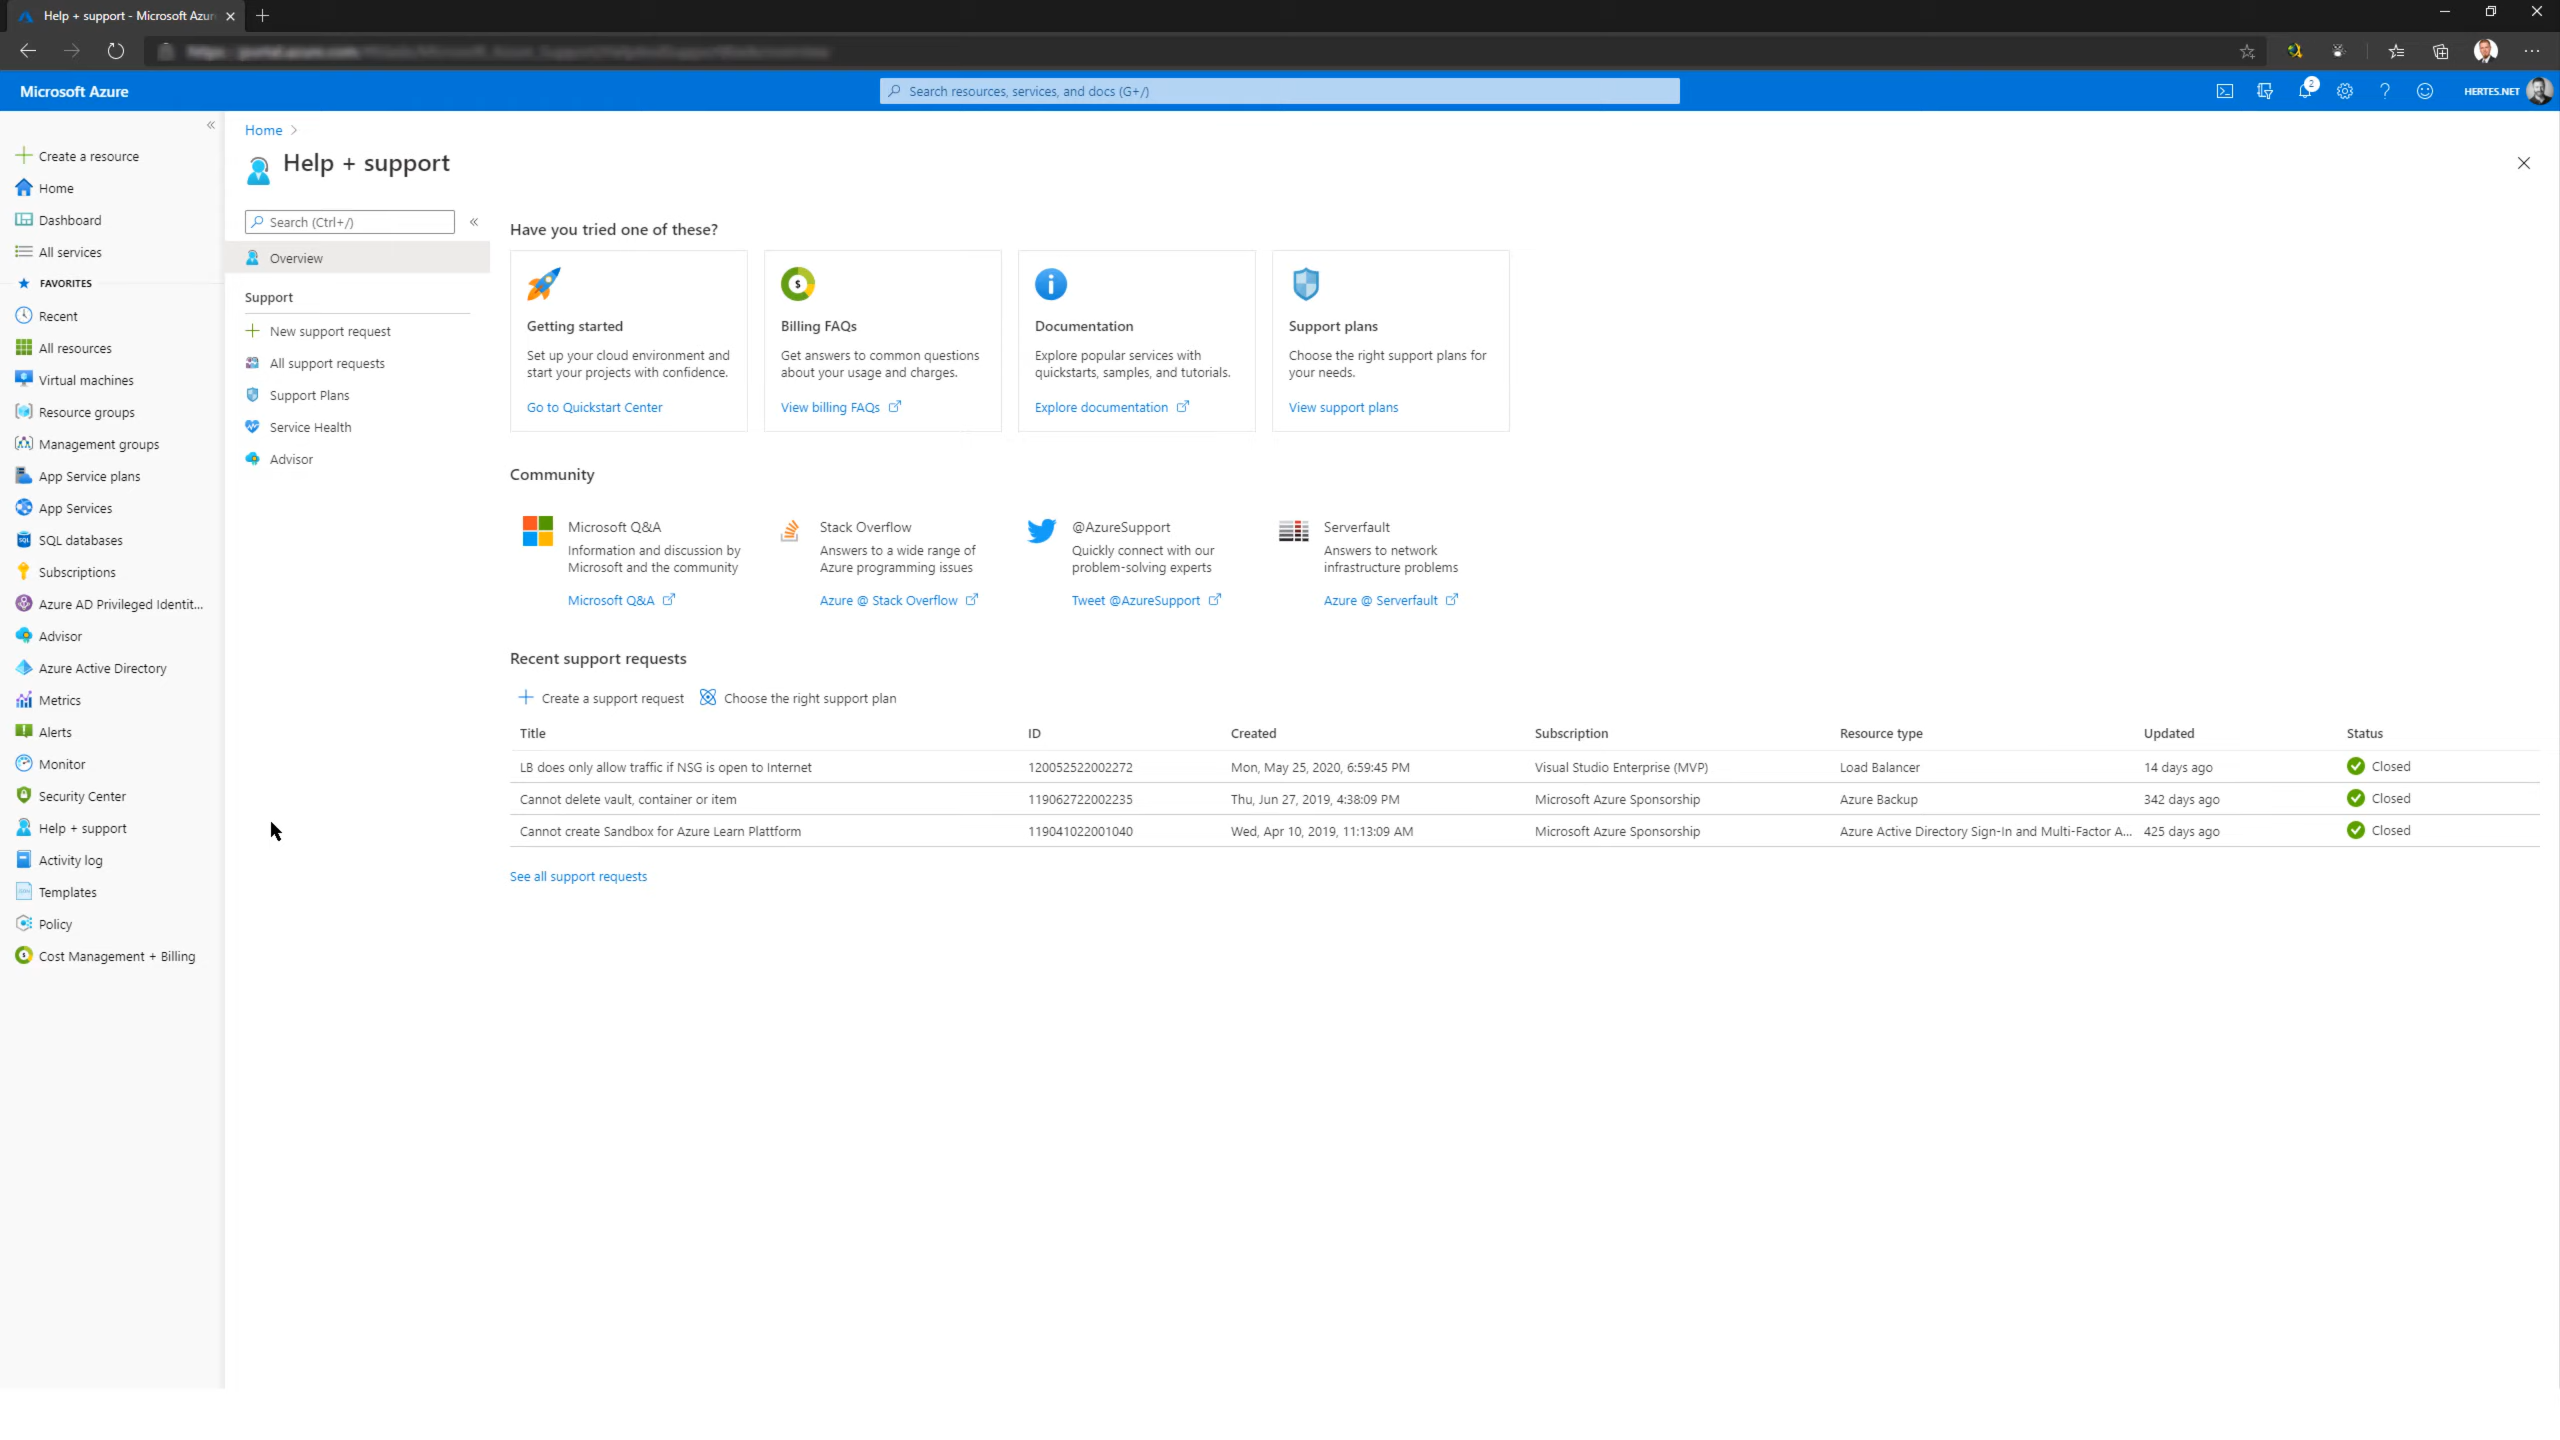 Help + support - Microsoft Azur
Microsoft Azure
Search resources, services, and docs (G+/)
2
HERTES.NET
Create a resource
Home
Dashboard
All services
FAVORITES
Recent
All resources
Virtual machines
Resource groups
Management groups
App Service plans
App Services
SQL databases
Subscriptions
Azure AD Privileged Identit...
Advisor
Azure Active Directory
Metrics
Alerts
Monitor
Security Center
Help + support
Activity log
Templates
Policy
Cost Management + Billing
Home
Help + support
Search (Ctrl+/)
Overview
Support
New support request
All support requests
Support Plans
Service Health
Advisor
Have you tried one of these?
Getting started
Set up your cloud environment and
start your projects with confidence.
Go to Quickstart Center
Billing FAQs
Get answers to common questions
about your usage and charges.
View billing FAQs
Documentation
Explore popular services with
quickstarts, samples, and tutorials.
Explore documentation
Support plans
Choose the right support plans for
your needs.
View support plans
Community
Microsoft Q&A
Information and discussion by
Microsoft and the community
Microsoft Q&A
Stack Overflow
Answers to a wide range of
Azure programming issues
Azure @ Stack Overflow
@AzureSupport
Quickly connect with our
problem-solving experts
Tweet @AzureSupport
Serverfault
Answers to network
infrastructure problems
Azure @ Serverfault
Recent support requests
Create a support request Choose the right support plan
Title ID Created Subscription Resource type Updated Status
LB does only allow traffic if NSG is open to Internet 120052522002272 Mon, May 25, 2020, 6:59:45 PM Visual Studio Enterprise (MVP) Load Balancer 14 days ago Closed
Cannot delete vault, container or item 119062722002235 Thu, Jun 27, 2019, 4:38:09 PM Microsoft Azure Sponsorship Azure Backup 342 days ago Closed
Cannot create Sandbox for Azure Learn Plattform 119041022001040 Wed, Apr 10, 2019, 11:13:09 AM Microsoft Azure Sponsorship Azure Active Directory Sign-In and Multi-Factor A... 425 days ago Closed
See all support requests